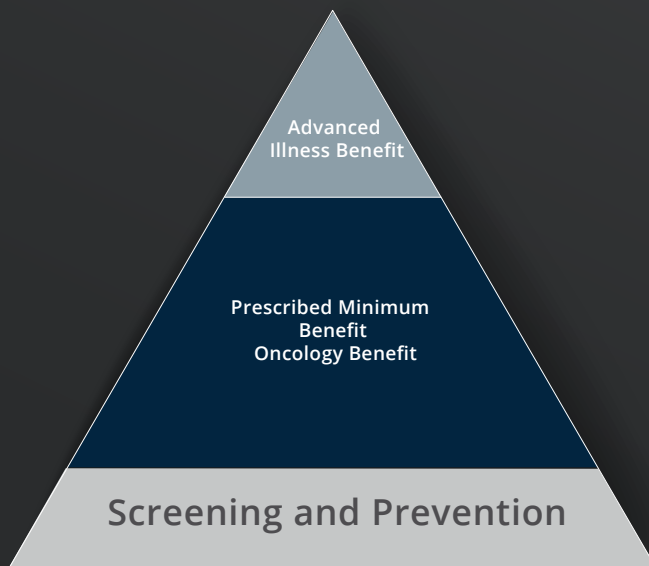 Advanced
Illness Benefit
Prescribed Minimum
Benefit
Oncology Benefit
Screening and Prevention